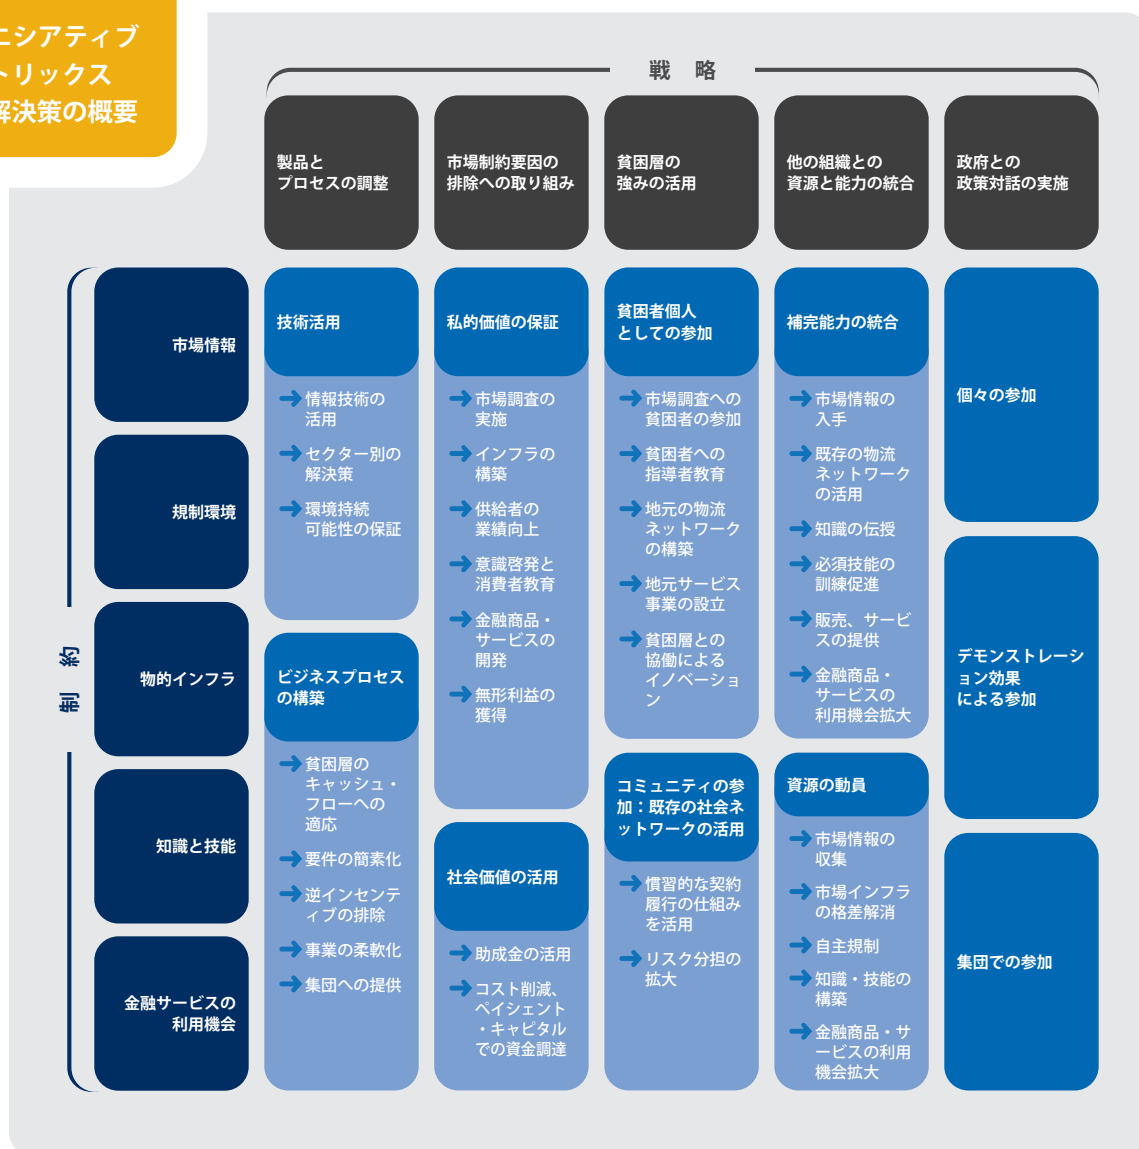 ニシアティブ
トリックス
解決策の概要
戦 略
製品と
プロセスの調整
市場制約要因の
排除への取り組み
貧困層の
強みの活用
他の組織との
資源と能力の統合
政府との
政策対話の実施
制 約
市場情報
規制環境
物的インフラ
知識と技能
金融サービスの
利用機会
技術活用
➔ 情報技術の
活用
➔ セクター別の
解決策
➔ 環境持続
可能性の保証
ビジネスプロセス
の構築
➔ 貧困層の
キャッシュ・
フローへの
適応
➔ 要件の簡素化
➔ 逆インセンテ
ィブの排除
➔ 事業の柔軟化
➔ 集団への提供
私的価値の保証
➔ 市場調査の
実施
➔ インフラの
構築
➔ 供給者の
業績向上
➔ 意識啓発と
消費者教育
➔ 金融商品・
サービスの
開発
➔ 無形利益の
獲得
社会価値の活用
➔ 助成金の活用
➔ コスト削減、
ペイシェント
・キャピタル
での資金調達
貧困者個人
としての参加
➔ 市場調査への
貧困者の参加
➔ 貧困者への
指導者教育
➔ 地元の物流
ネットワーク
の構築
➔ 地元サービス
事業の設立
➔ 貧困層との
協働による
イノベーショ
ン
コミュニティの参
加：既存の社会ネ
ットワークの活用
➔ 慣習的な契約
履行の仕組み
を活用
➔ リスク分担の
拡大
補完能力の統合
➔ 市場情報の
入手
➔ 既存の物流
ネットワーク
の活用
➔ 知識の伝授
➔ 必須技能の
訓練促進
➔ 販売、サービ
スの提供
➔ 金融商品・
サービスの
利用機会拡大
資源の動員
➔ 市場情報の
収集
➔ 市場インフラ
の格差解消
➔ 自主規制
➔ 知識・技能の
構築
➔ 金融商品・サ
ービスの利用
機会拡大
個々の参加
デモンストレーシ
ョン効果
による参加
集団での参加